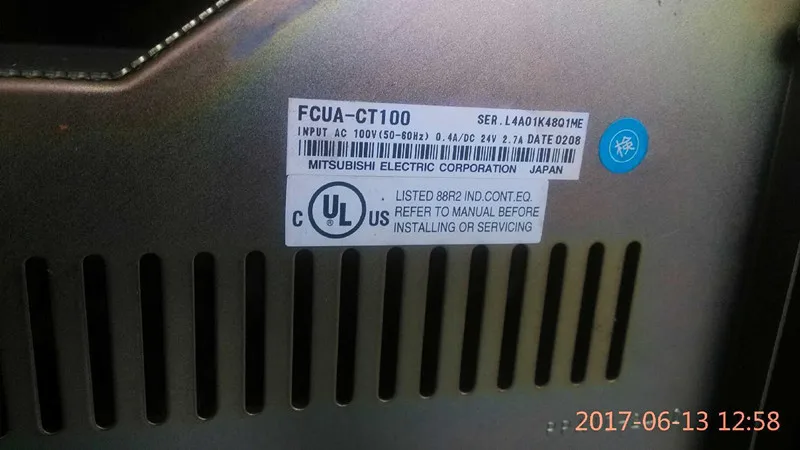 FCUA-CT100 SER. L4A01K48Q1ME
INPUT AC 100V(50-60Hz) 0.4A/DC 24V 2.7A DATE 0208
MITSUBISHI ELECTRIC CORPORATION JAPAN
検
C UL ® US
LISTED 88R2 IND.CONT.EQ.
REFER TO MANUAL BEFORE
INSTALLING OR SERVICING
2017-06-13 12:58